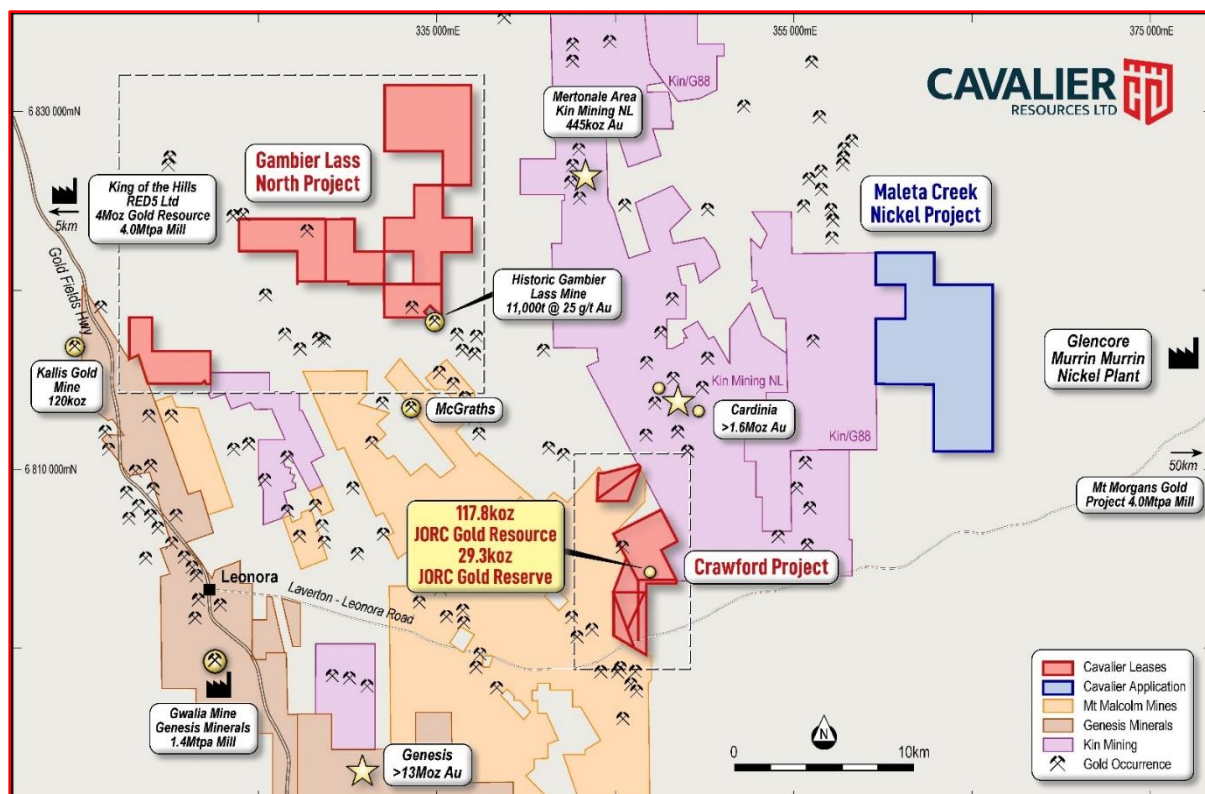 335 000mE
355 000mE
375 000mE
Kin/G88
CAVALIER
RESOURCES LTD
Mertonale Area
Kin Mining NL
445koz Au
6 830 000mN
Gambier Lass
North Project
King of the Hills
RED5 Ltd
4Moz Gold Resource
4.0Mtpa Mill
5km
Maleta Creek
Nickel Project
Gold Fields Hwy
Historic Gambier
Lass Mine
11,000t @ 25 g/t Au
Glencore
Murrin Murrin
Nickel Plant
Kallis Gold
Mine
120koz
Kin Mining NL
McGraths
Cardinia
>1.6Moz Au
Kin/G88
6 810 000mN
50km
Mt Morgans Gold
Project 4.0Mtpa Mill
117.8koz
JORC Gold Resource
29.3koz
JORC Gold Reserve
Crawford Project
Leonora
Laverton - Leonora Road
Gwalia Mine
Genesis Minerals
1.4Mtpa Mill
Genesis
>13Moz Au
N
0
10km
Cavalier Leases
Cavalier Application
Mt Malcolm Mines
Genesis Minerals
Kin Mining
Gold Occurrence